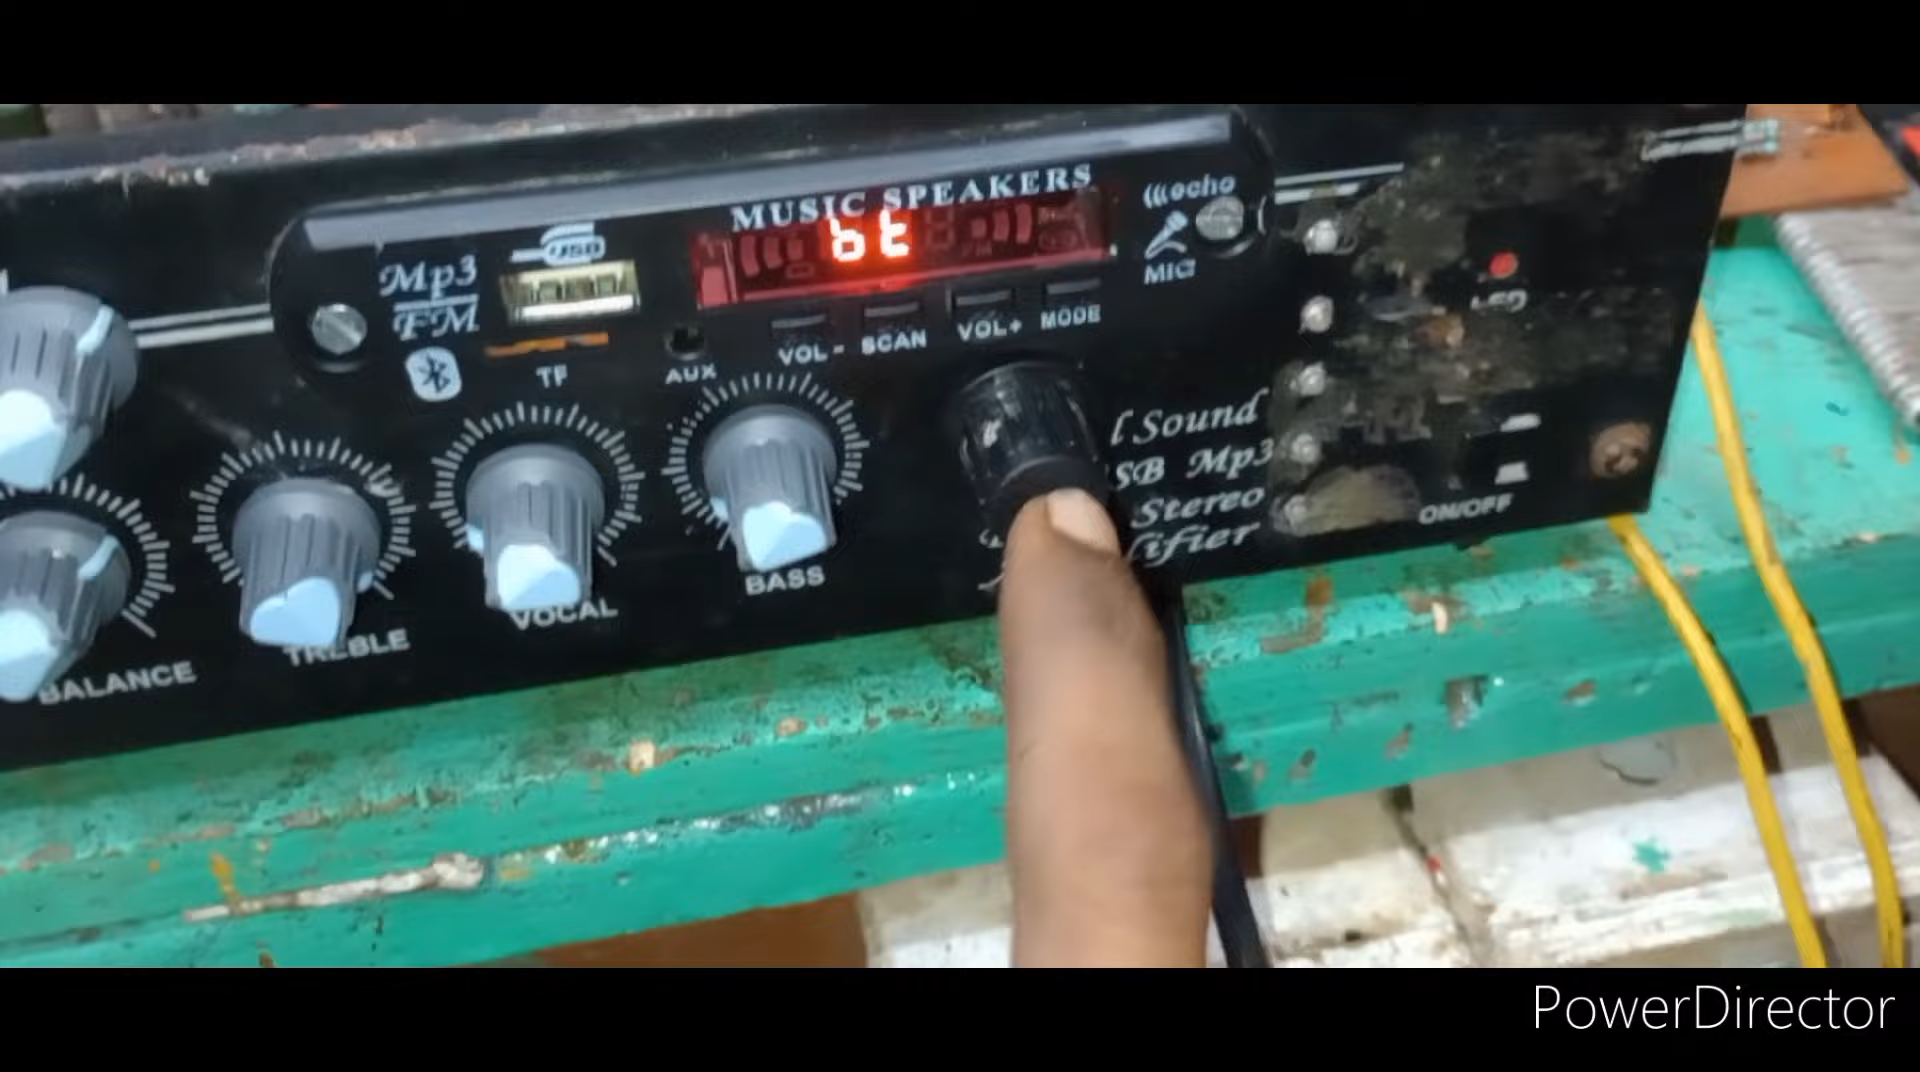 MUSIC SPEAKERS
echo
Mp3
FM
USB
bt
MIC
TF
AUX
VOL -
SCAN
VOL+
MODE
LED
l Sound
SB Mp3
Stereo
lifier
ON/OFF
BALANCE
TREBLE
VOCAL
BASS
PowerDirector